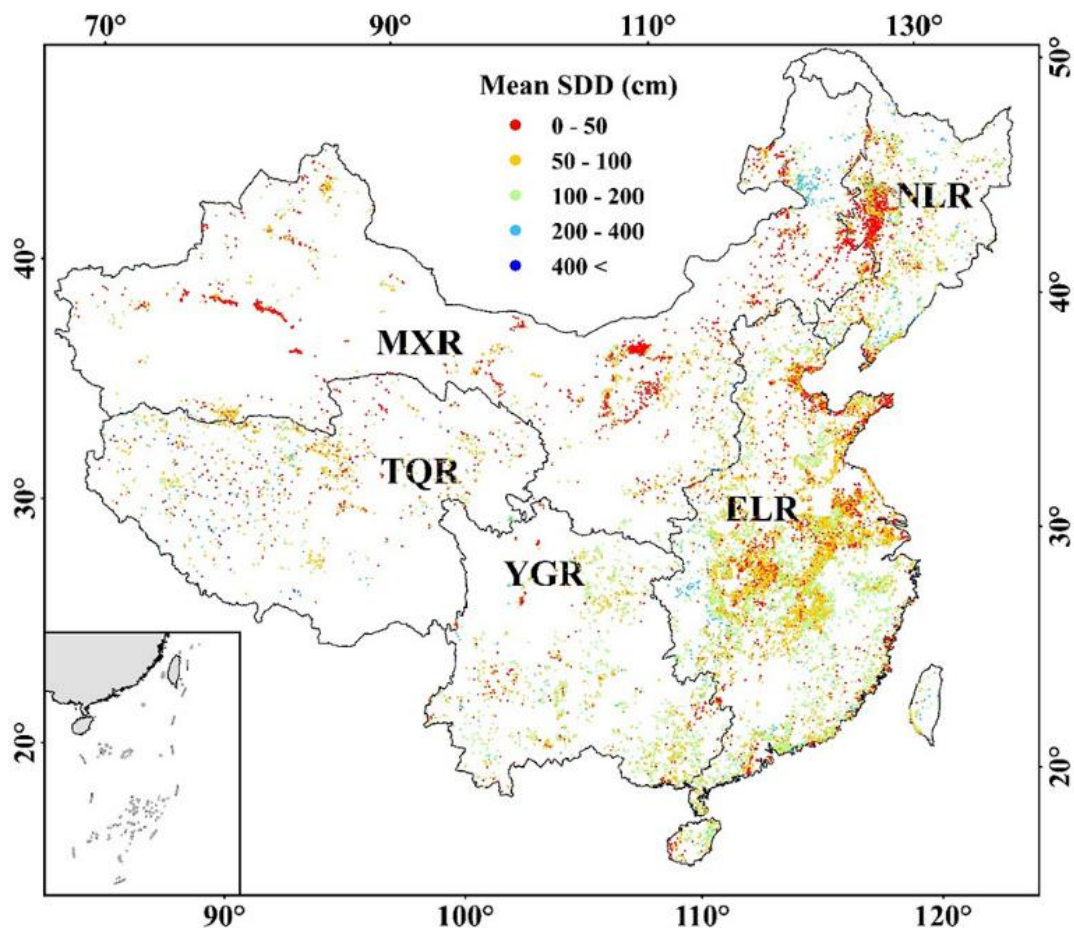 70° 90° 110° 130°
50°
Mean SDD (cm)
0 - 50
50 - 100
100 - 200
200 - 400
400 <
NLR
40° 40°
MXR
TQR
30° ELR 30°
YGR
20° 20°
90° 100° 110° 120°